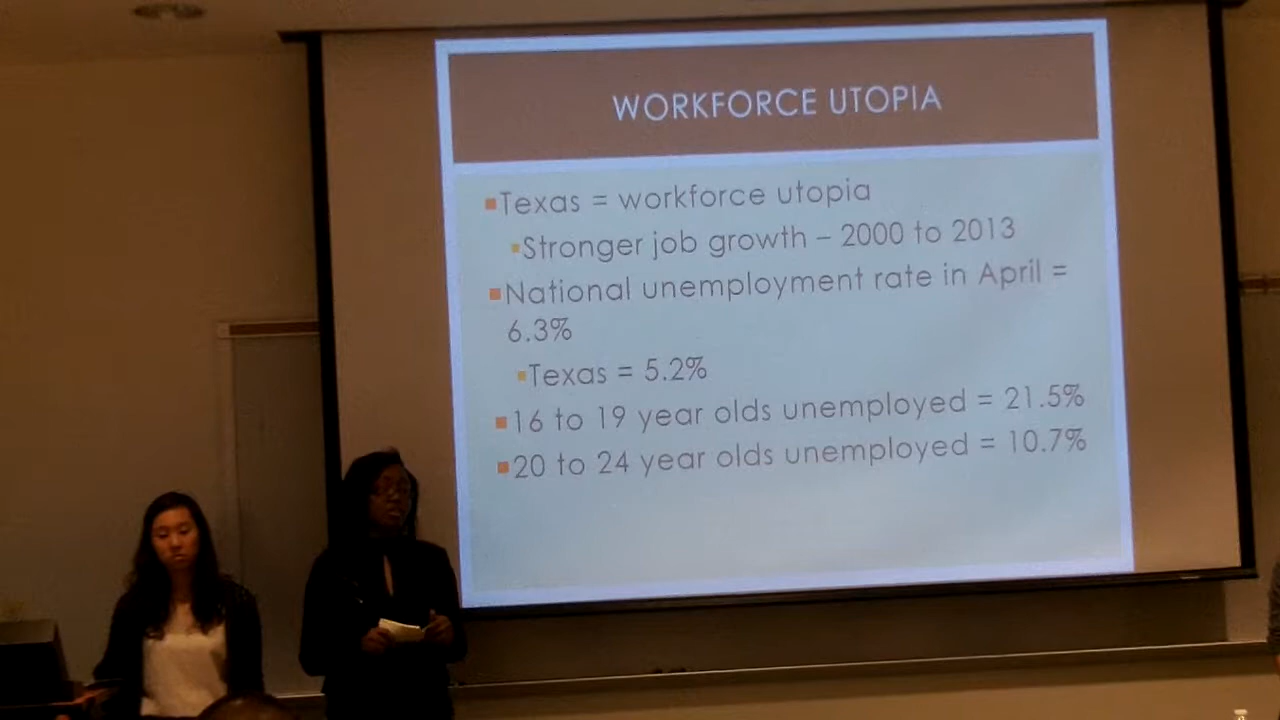 WORKFORCE UTOPIA
Texas = workforce utopia
Stronger job growth – 2000 to 2013
National unemployment rate in April =
6.3%
Texas = 5.2%
16 to 19 year olds unemployed = 21.5%
20 to 24 year olds unemployed = 10.7%